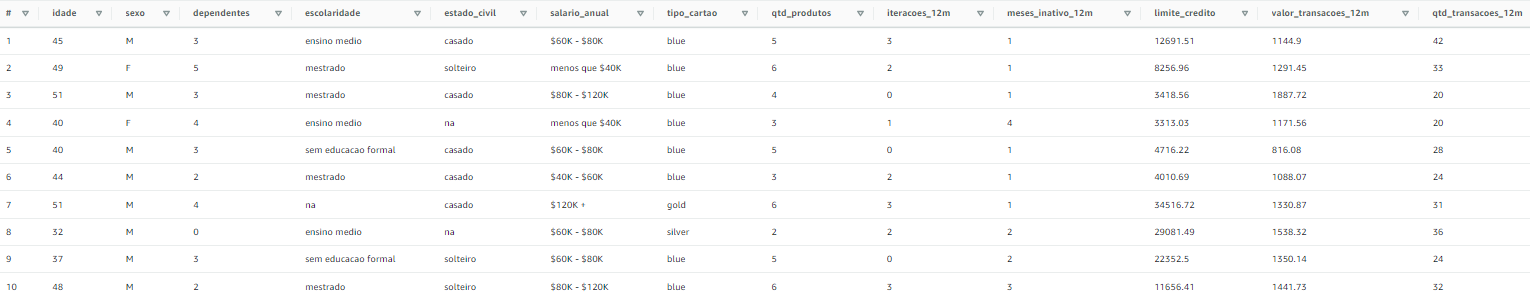 # idade sexo dependentes escolaridade estado_civil salario_anual tipo_cartao qtd_produtos iteracoes_12m meses_inativo_12m limite_credito valor_transacoes_12m qtd_transacoes_12m
1 45 M 3 ensino medio casado $60K - $80K blue 5 3 1 12691.51 1144.9 42
2 49 F 5 mestrado solteiro menos que $40K blue 6 2 1 8256.96 1291.45 33
3 51 M 3 mestrado casado $80K - $120K blue 4 0 1 3418.56 1887.72 20
4 40 F 4 ensino medio na menos que $40K blue 3 1 4 3313.03 1171.56 20
5 40 M 3 sem educacao formal casado $60K - $80K blue 5 0 1 4716.22 816.08 28
6 44 M 2 mestrado casado $40K - $60K blue 3 2 1 4010.69 1088.07 24
7 51 M 4 na casado $120K + gold 6 3 1 34516.72 1330.87 31
8 32 M 0 ensino medio na $60K - $80K silver 2 2 2 29081.49 1538.32 36
9 37 M 3 sem educacao formal solteiro $60K - $80K blue 5 0 2 22352.5 1350.14 24
10 48 M 2 mestrado solteiro $80K - $120K blue 6 3 3 11656.41 1441.73 32